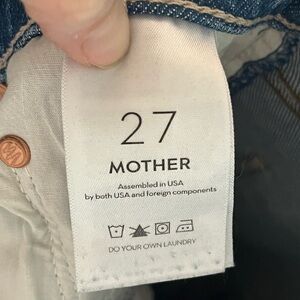 27
MOTHER
Assembled in USA
by both USA and foreign components
DO YOUR OWN LAUNDRY